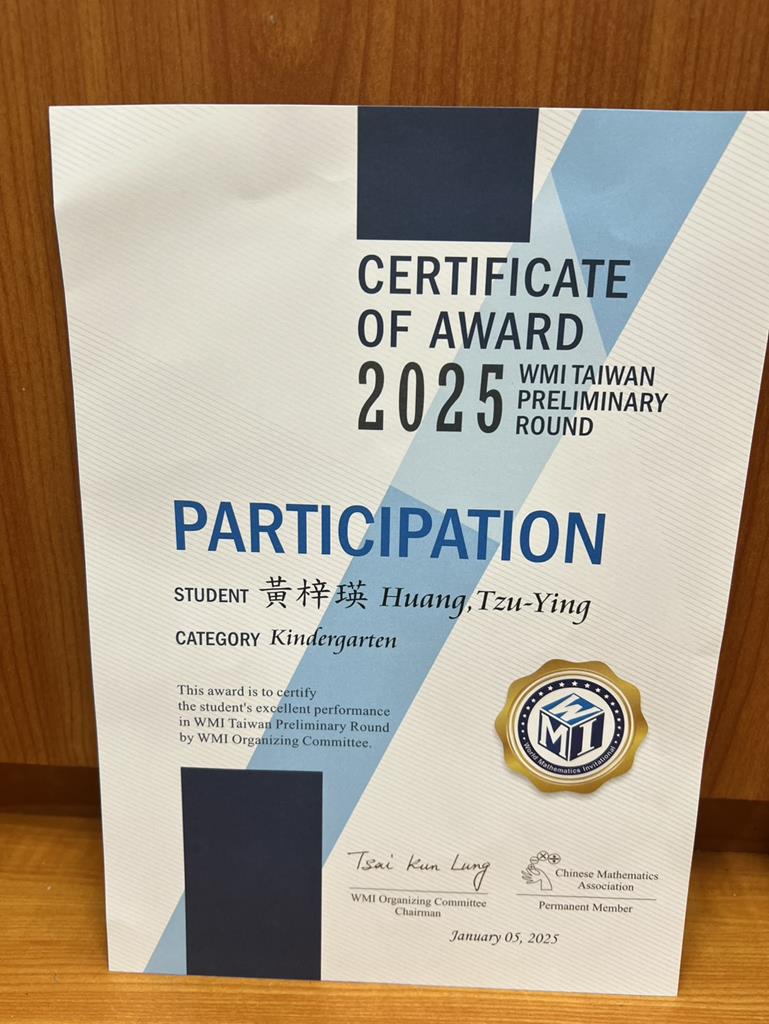 CERTIFICATE
OF AWARD
2025 WMI TAIWAN
PRELIMINARY
ROUND
PARTICIPATION
STUDENT 黃梓瑛 Huang,Tzu-Ying
CATEGORY Kindergarten
This award is to certify
the student's excellent performance
in WMI Taiwan Preliminary Round
by WMI Organizing Committee.
WMI
World Mathematics Invitational
Tsai Kun Lung
WMI Organizing Committee
Chairman
Chinese Mathematics
Association
Permanent Member
January 05, 2025